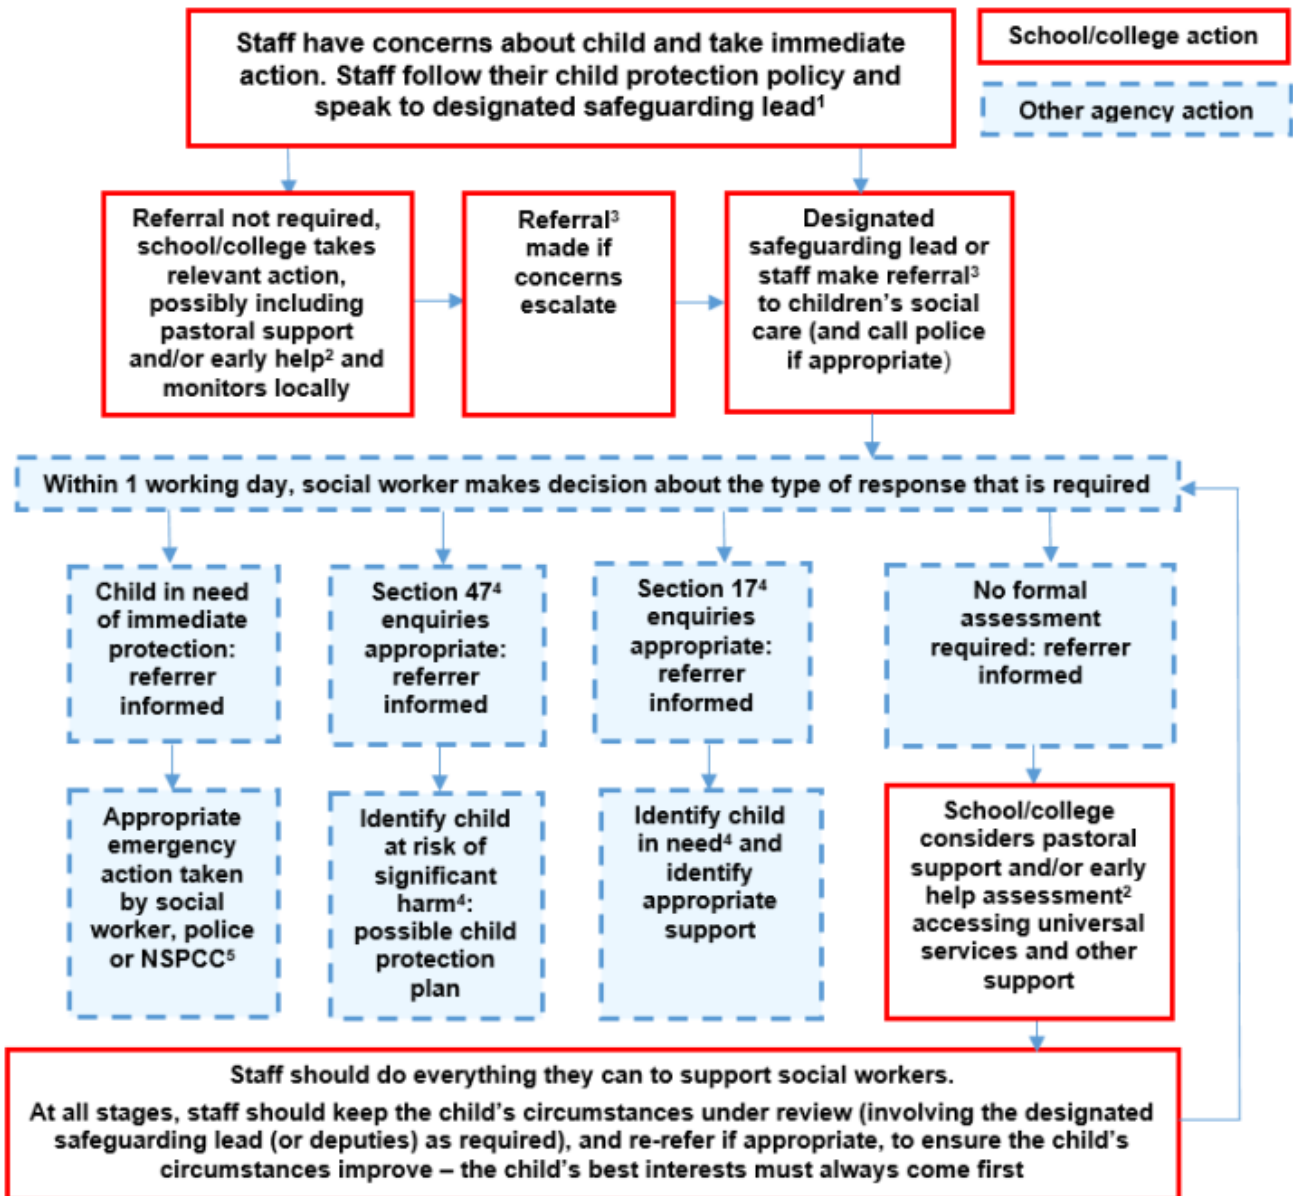 Staff have concerns about child and take immediate
action. Staff follow their child protection policy and
speak to designated safeguarding lead¹
School/college action
Other agency action
Referral not required,
school/college takes
relevant action,
possibly including
pastoral support
and/or early help² and
monitors locally
Referral³
made if
concerns
escalate
Designated
safeguarding lead or
staff make referral³
to children's social
care (and call police
if appropriate)
Within 1 working day, social worker makes decision about the type of response that is required
Child in need
of immediate
protection:
referrer
informed
Section 47⁴
enquiries
appropriate:
referrer
informed
Section 17⁴
enquiries
appropriate:
referrer
informed
No formal
assessment
required: referrer
informed
Appropriate
emergency
action taken
by social
worker, police
or NSPCC⁵
Identify child
at risk of
significant
harm⁴:
possible child
protection
plan
Identify child
in need⁴ and
identify
appropriate
support
School/college
considers pastoral
support and/or early
help assessment²
accessing universal
services and other
support
Staff should do everything they can to support social workers.
At all stages, staff should keep the child's circumstances under review (involving the designated
safeguarding lead (or deputies) as required), and re-refer if appropriate, to ensure the child's
circumstances improve – the child's best interests must always come first